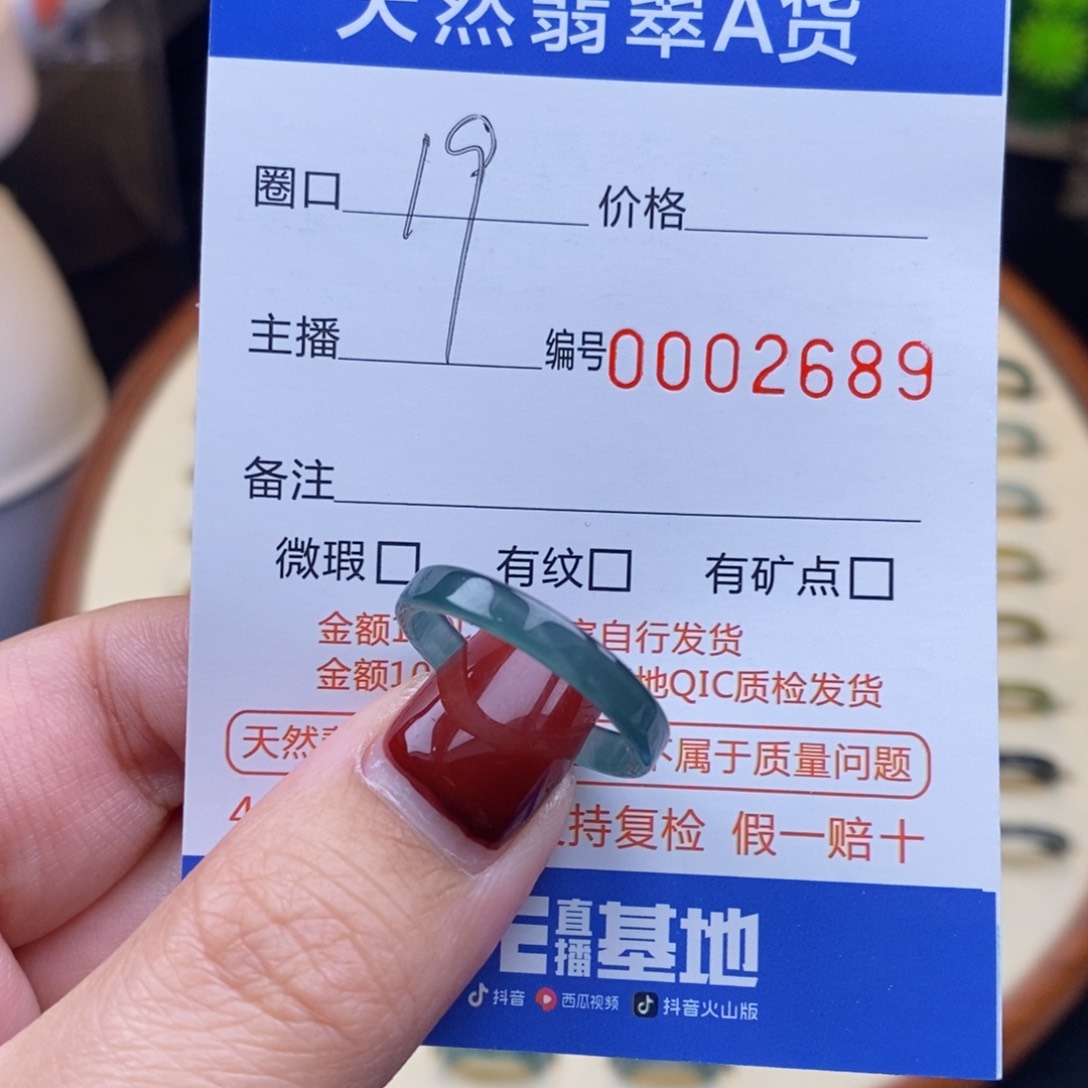 天然翡翠A货
圈口 19 价格
主播 编号0002689
备注
微瑕□ 有纹□ 有矿点□
金额1 自行发货
金额10 地QIC质检发货
天然 不属于质量问题
持复检 假一赔十
直播基地
抖音 西瓜视频 抖音火山版